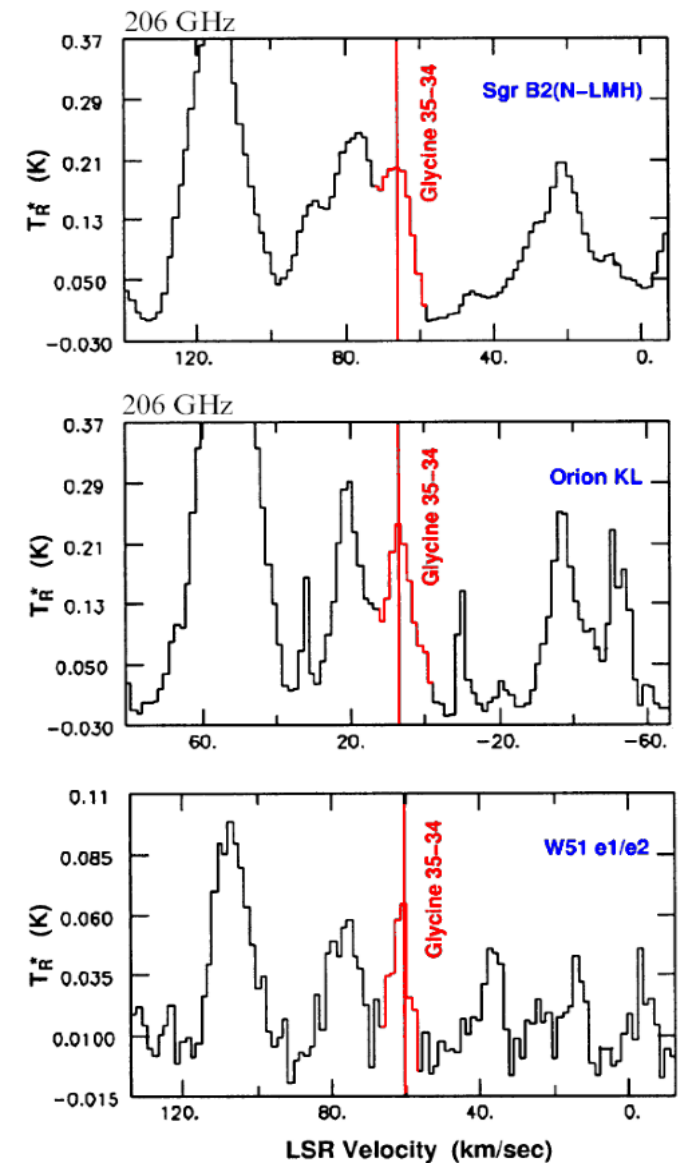 206 GHz
0.37
0.29
0.21
0.13
0.050
−0.030
T_R* (K)
Sgr B2(N−LMH)
Glycine 35−34
120. 80. 40. 0.
206 GHz
0.37
0.29
0.21
0.13
0.050
−0.030
T_R* (K)
Orion KL
Glycine 35−34
60. 20. −20. −60.
0.11
0.085
0.060
0.035
0.0100
−0.015
T_R* (K)
W51 e1/e2
Glycine 35−34
120. 80. 40. 0.
LSR Velocity (km/sec)